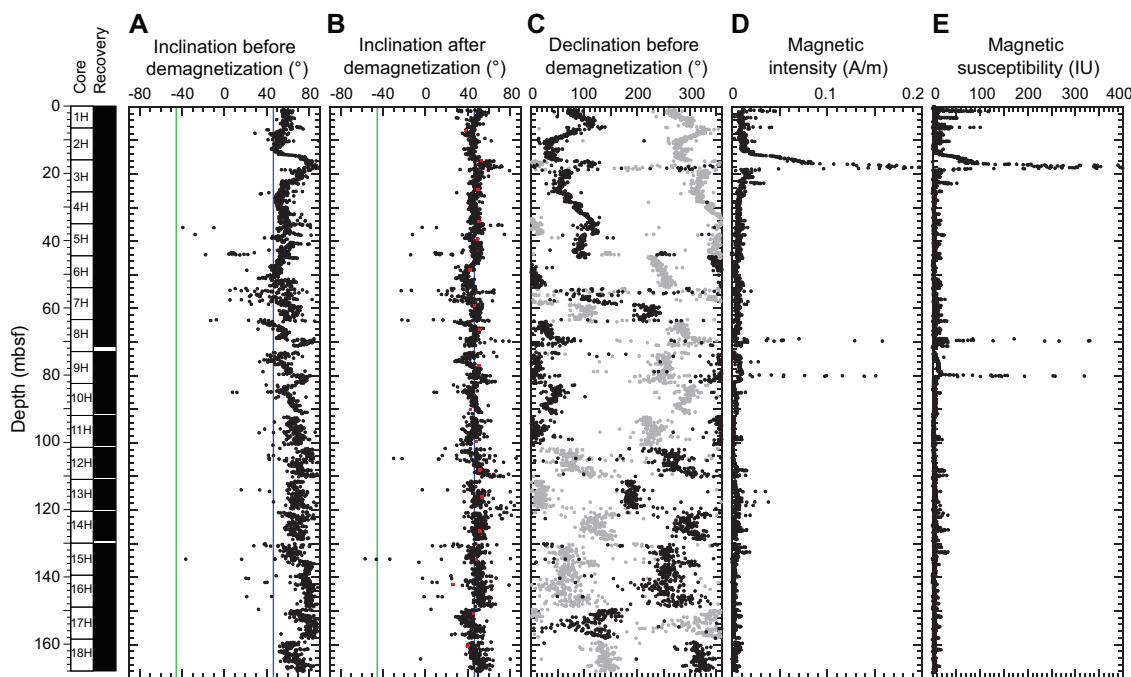 A B C D E
Core
Recovery
Inclination before
demagnetization (°)
Inclination after
demagnetization (°)
Declination before
demagnetization (°)
Magnetic
intensity (A/m)
Magnetic
susceptibility (IU)
-80 -40 0 40 80
-80 -40 0 40 80
0 100 200 300
0 0.1 0.2
0 100 200 300 400
Depth (mbsf)
0
20
40
60
80
100
120
140
160
1H
2H
3H
4H
5H
6H
7H
8H
9H
10H
11H
12H
13H
14H
15H
16H
17H
18H